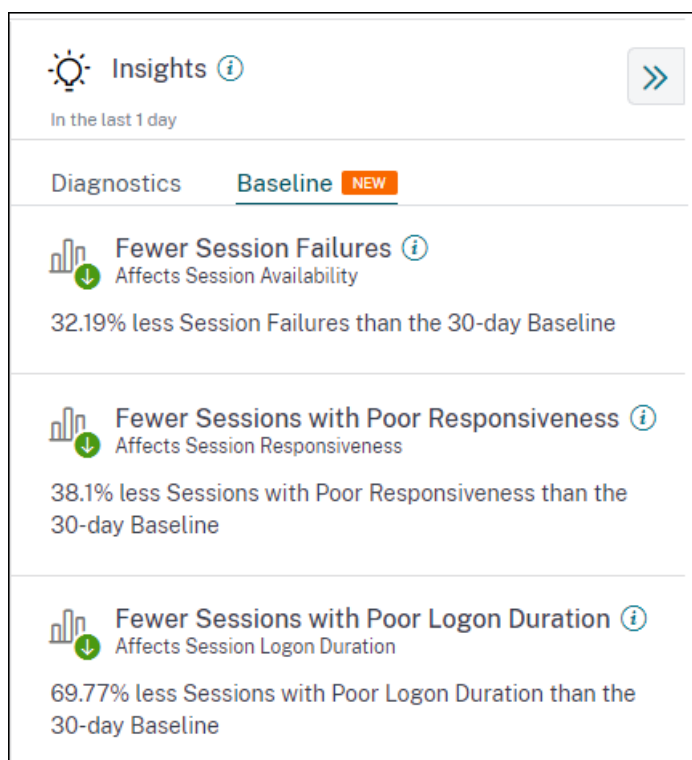 Insights i
In the last 1 day
Diagnostics Baseline NEW
Fewer Session Failures i
Affects Session Availability
32.19% less Session Failures than the 30-day Baseline
Fewer Sessions with Poor Responsiveness i
Affects Session Responsiveness
38.1% less Sessions with Poor Responsiveness than the
30-day Baseline
Fewer Sessions with Poor Logon Duration i
Affects Session Logon Duration
69.77% less Sessions with Poor Logon Duration than the
30-day Baseline